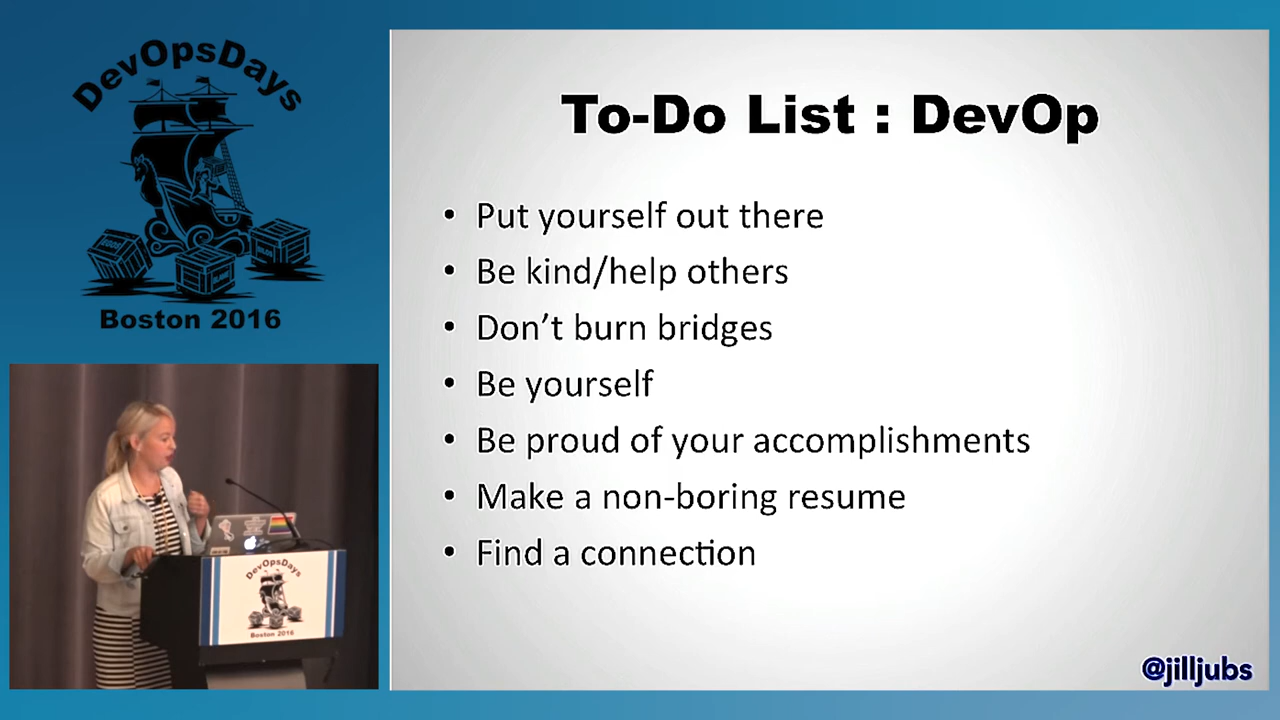 DevOpsDays
Boston 2016
To-Do List : DevOp
• Put yourself out there
• Be kind/help others
• Don't burn bridges
• Be yourself
• Be proud of your accomplishments
• Make a non-boring resume
• Find a connection
@jilljubs
DevOpsDays
Boston 2016